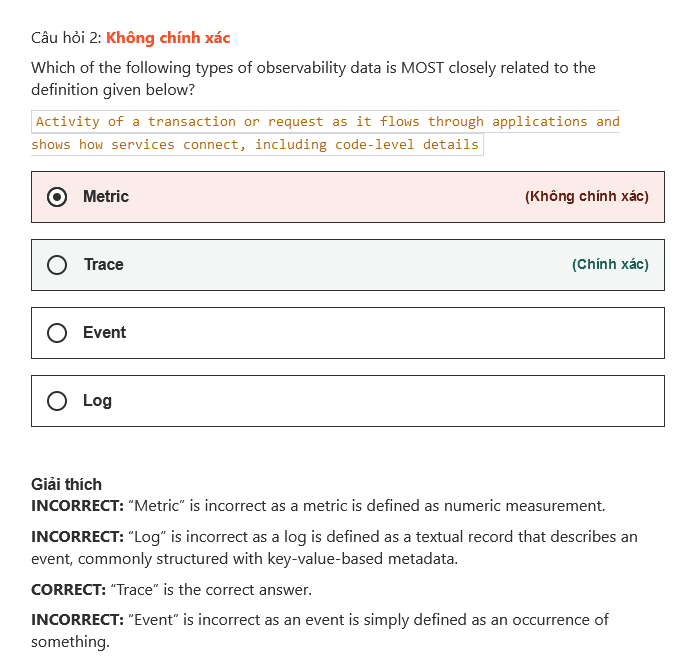 Câu hỏi 2: Không chính xác
Which of the following types of observability data is MOST closely related to the
definition given below?
Activity of a transaction or request as it flows through applications and
shows how services connect, including code-level details
Metric (Không chính xác)
Trace (Chính xác)
Event
Log
Giải thích
INCORRECT: “Metric” is incorrect as a metric is defined as numeric measurement.
INCORRECT: “Log” is incorrect as a log is defined as a textual record that describes an
event, commonly structured with key-value-based metadata.
CORRECT: “Trace” is the correct answer.
INCORRECT: “Event” is incorrect as an event is simply defined as an occurrence of
something.